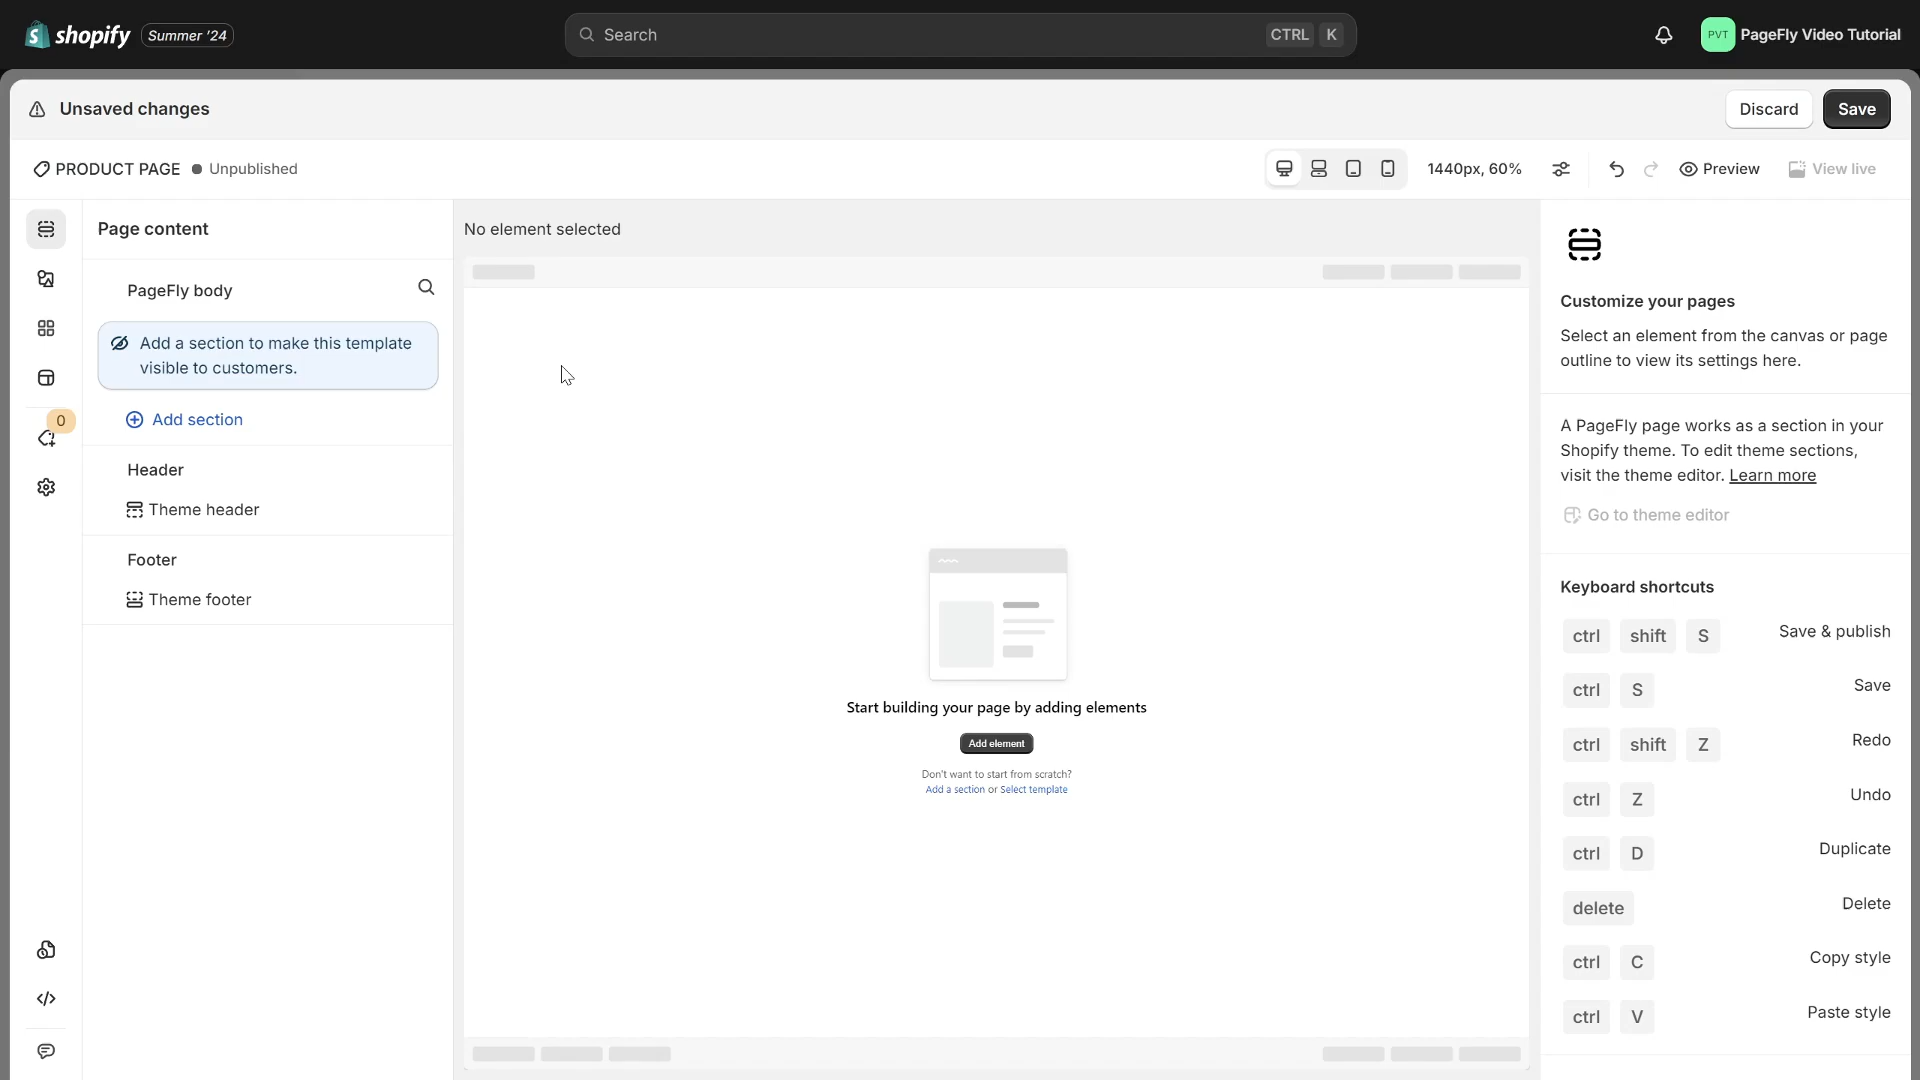 shopify
Summer '24
Search
CTRL K
PVT
PageFly Video Tutorial
Unsaved changes
Discard
Save
PRODUCT PAGE
Unpublished
1440px, 60%
Preview
View live
Page content
No element selected
PageFly body
Add a section to make this template
visible to customers.
Add section
0
Header
Theme header
Footer
Theme footer
Start building your page by adding elements
Add element
Don't want to start from scratch?
Add a section or Select template
Customize your pages
Select an element from the canvas or page
outline to view its settings here.
A PageFly page works as a section in your
Shopify theme. To edit theme sections,
visit the theme editor. Learn more
Go to theme editor
Keyboard shortcuts
ctrl shift S Save & publish
ctrl S Save
ctrl shift Z Redo
ctrl Z Undo
ctrl D Duplicate
delete Delete
ctrl C Copy style
ctrl V Paste style